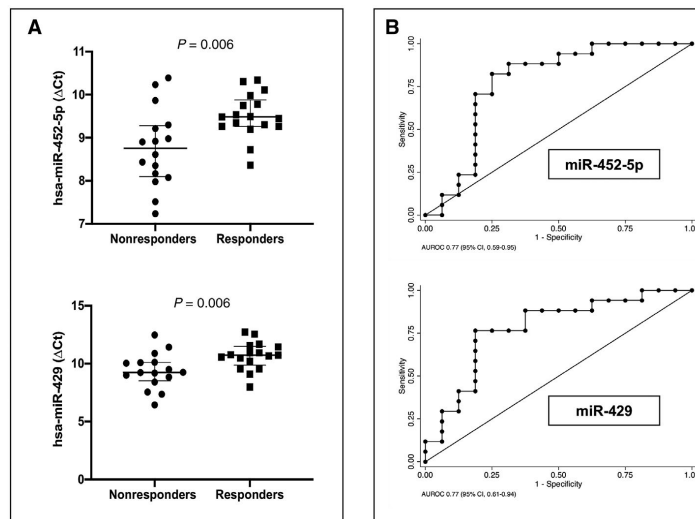 A
P = 0.006
hsa-miR-452-5p (ΔCt)
11
10
9
8
7
Nonresponders Responders
P = 0.006
hsa-miR-429 (ΔCt)
15
10
5
0
Nonresponders Responders
B
Sensitivity
1.00
0.75
0.50
0.25
0.00
miR-452-5p
0.00 0.25 0.50 0.75 1.0
1 - Specificity
AUROC 0.77 (95% CI, 0.59-0.95)
Sensitivity
1.00
0.75
0.50
0.25
0.00
miR-429
0.00 0.25 0.50 0.75 1.0
1 - Specificity
AUROC 0.77 (95% CI, 0.61-0.94)